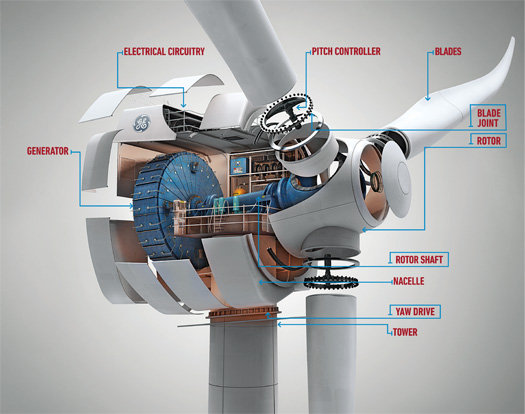 ELECTRICAL CIRCUITRY
PITCH CONTROLLER
BLADES
BLADE
JOINT
ROTOR
GENERATOR
GE
ROTOR SHAFT
NACELLE
YAW DRIVE
TOWER